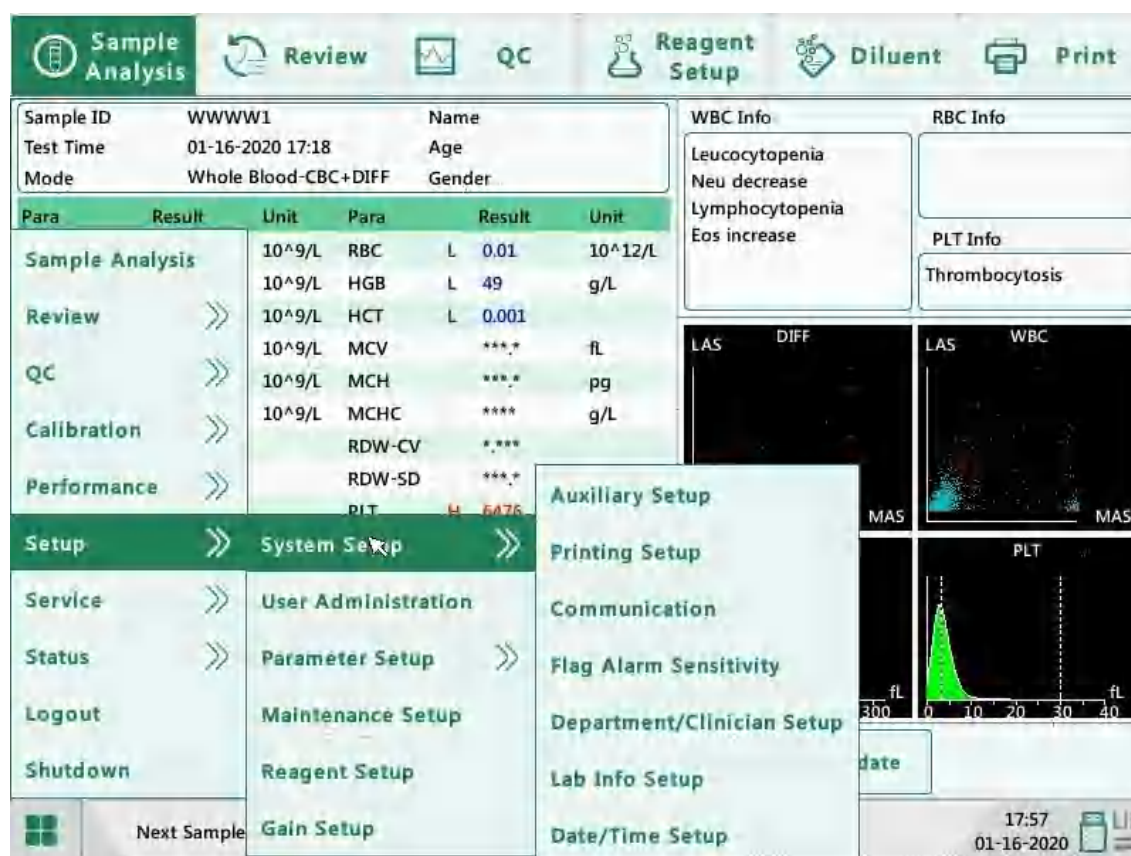 Sample Analysis
Review
QC
Reagent Setup
Diluent
Print
Sample ID WWWW1 Name
Test Time 01-16-2020 17:18 Age
Mode Whole Blood-CBC+DIFF Gender
WBC Info
Leucocytopenia
Neu decrease
Lymphocytopenia
Eos increase
RBC Info
PLT Info
Thrombocytosis
Para Result Unit Para Result Unit
10^9/L RBC L 0.01 10^12/L
10^9/L HGB L 49 g/L
10^9/L HCT L 0.001
10^9/L MCV ***.* fL
10^9/L MCH ***.* pg
10^9/L MCHC **** g/L
RDW-CV *.***
RDW-SD ***.*
PLT H 6476
Sample Analysis
Review
QC
Calibration
Performance
Setup
Service
Status
Logout
Shutdown
System Setup
User Administration
Parameter Setup
Maintenance Setup
Reagent Setup
Gain Setup
Auxiliary Setup
Printing Setup
Communication
Flag Alarm Sensitivity
Department/Clinician Setup
Lab Info Setup
Date/Time Setup
LAS DIFF
MAS
LAS WBC
MAS
PLT
300 fL
0 10 20 30 40 fL
Next Sample
17:57
01-16-2020